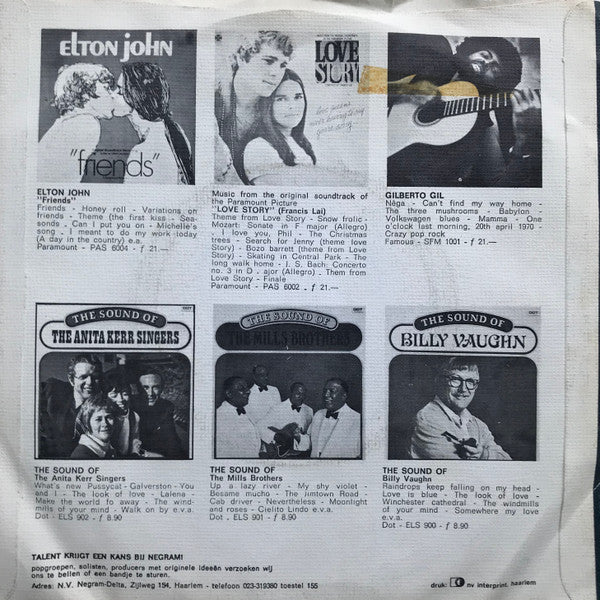 ELTON JOHN
"friends"
ELTON JOHN
"Friends"
Friends - Honey roll - Variations on
friends - Theme (the first kiss - Sea-
sonds - Can I put you on - Michelle's
song . I meant to do my work today
(A day in the country) e.a.
Paramount - PAS 6004 - f 21.—
LOVE
STORY
love means
never having to say
you're sorry...
Music from the original soundtrack of
the Paramount Picture
"LOVE STORY" (Francis Lai)
Theme from Love Story - Snow frolic -
Mozart: Sonate in F major (Allegro)
- I love you, Phil - The Christmas
trees - Search for Jenny (theme love
Story) - Bozo barrett (theme from Love
Story) - Skating in Central Park - The
long walk home - J. S. Bach: Concerto
no. 3 in D . ajor (Allegro) . Them from
Love Story - Finale
Paramount - PAS 6002 . f 21.—
GILBERTO GIL
Nêga - Can't find my way home -
The three mushrooms - Babylon -
Volkswagen blues - Mamma - One
o'clock last morning, 20th april 1970
Crazy pop rock
Famous - SFM 1001 - f 21.—
THE SOUND OF
THE ANITA KERR SINGERS
DOT
THE SOUND OF
The Anita Kerr Singers
What's new Pussycat - Galverston - You
and I - The look of love - Lalena -
Make the world fo away - The wind-
mills of your mind - Walk on by e.v.a.
Dot - ELS 902 - f 8.90
THE SOUND OF
THE MILLS BROTHERS
DOT
THE SOUND OF
The Mills Brothers
Up a lazy river - My shy violet -
Besame mucho - The jimtown Road -
Cab driver - Nevertheless - Moonlight
and roses - Cielito Lindo e.v.a.
Dot . ELS 901 - f 8.90
THE SOUND OF
BILLY VAUGHN
DOT
THE SOUND OF
Billy Vaughn
Raindrops keep falling on my head -
Love is blue - The look of love -
Winchester cathedral - The windmills
of your mind - Somewhere my love
e.v.a.
Dot - ELS 900 - f 8.90
TALENT KRIJGT EEN KANS BIJ NEGRAM!
popgroepen, solisten, producers met originele ideeën verzoeken wij
ons te bellen of een bandje te sturen.
Adres: N.V. Negram-Delta, Zijlweg 154, Haarlem - telefoon 023-319380 toestel 155
druk: nv interprint, haarlem